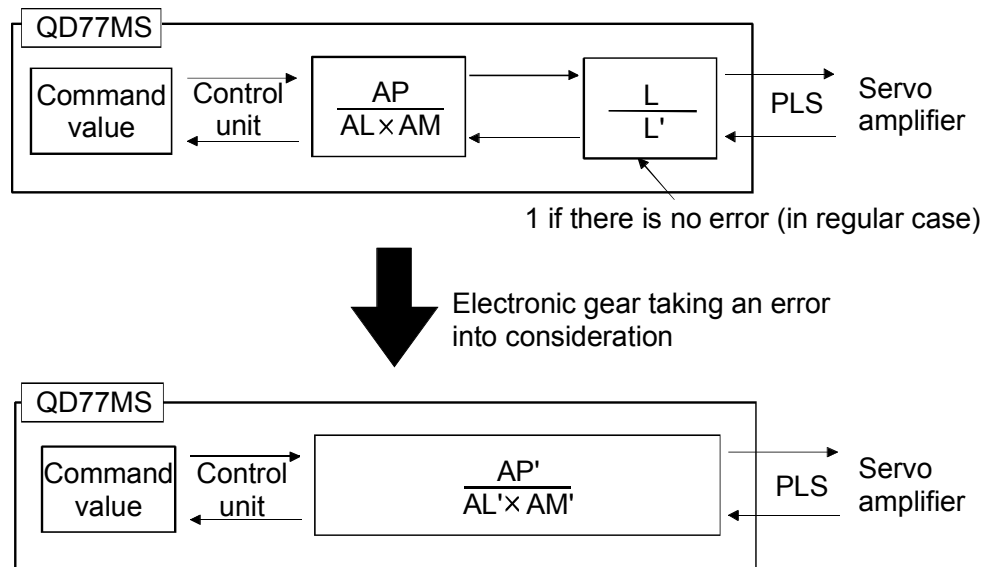 QD77MS
Command
value
Control
unit
AP
AL×AM
L
L'
PLS
Servo
amplifier
1 if there is no error (in regular case)
Electronic gear taking an error
into consideration
QD77MS
Command
value
Control
unit
AP'
AL'×AM'
PLS
Servo
amplifier